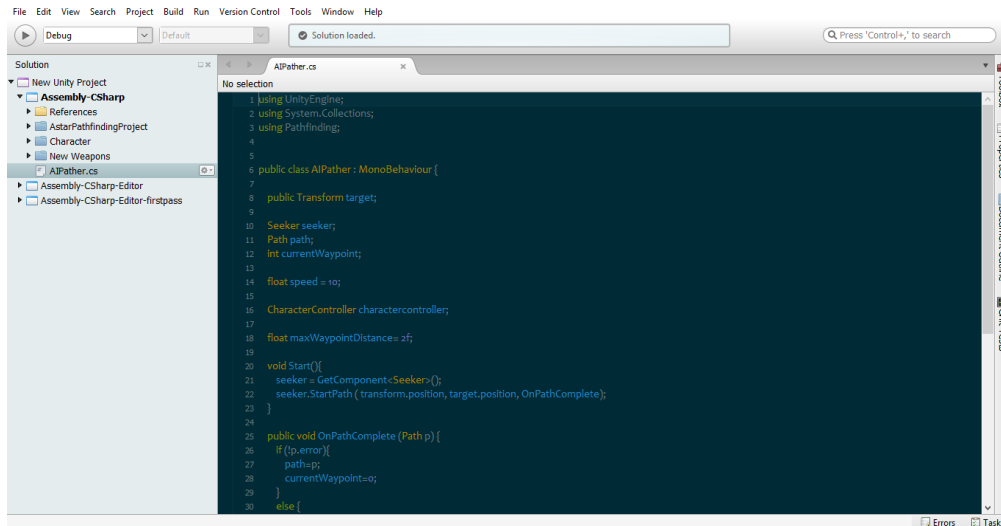 File Edit View Search Project Build Run Version Control Tools Window Help
Debug Default Solution loaded. Press 'Control+,' to search
Solution
New Unity Project
Assembly-CSharp
References
AstarPathfindingProject
Character
New Weapons
AIPather.cs
Assembly-CSharp-Editor
Assembly-CSharp-Editor-firstpass
AIPather.cs
No selection
1 using UnityEngine;
2 using System.Collections;
3 using Pathfinding;
4
5
6 public class AIPather : MonoBehaviour {
7
8 public Transform target;
9
10 Seeker seeker;
11 Path path;
12 int currentWaypoint;
13
14 float speed = 10;
15
16 CharacterController charactercontroller;
17
18 float maxWaypointDistance= 2f;
19
20 void Start(){
21 seeker = GetComponent<Seeker>();
22 seeker.StartPath ( transform.position, target.position, OnPathComplete);
23 }
24
25 public void OnPathComplete (Path p) {
26 if (!p.error){
27 path=p;
28 currentWaypoint=0;
29 }
30 else {
Errors Task